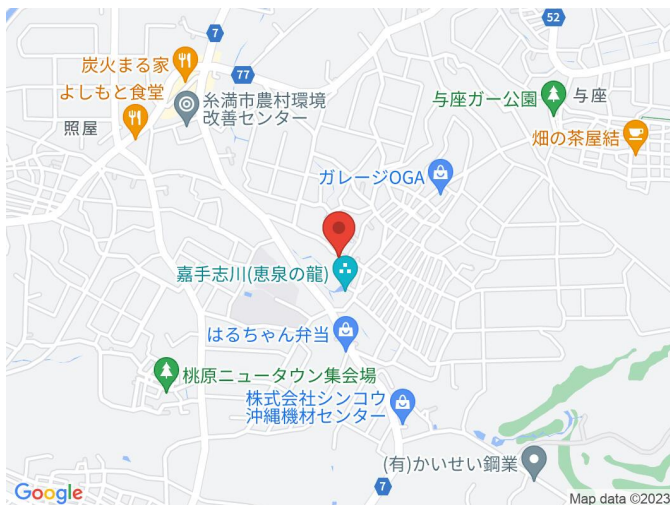 7
52
炭火まる家
77
よしもと食堂
糸満市農村環境
改善センター
照屋
与座ガー公園
与座
畑の茶屋結
ガレージOGA
嘉手志川(恵泉の龍)
はるちゃん弁当
桃原ニュータウン集会場
株式会社シンコウ
沖縄機材センター
(有)かいせい鋼業
7
Google
Map data ©2023